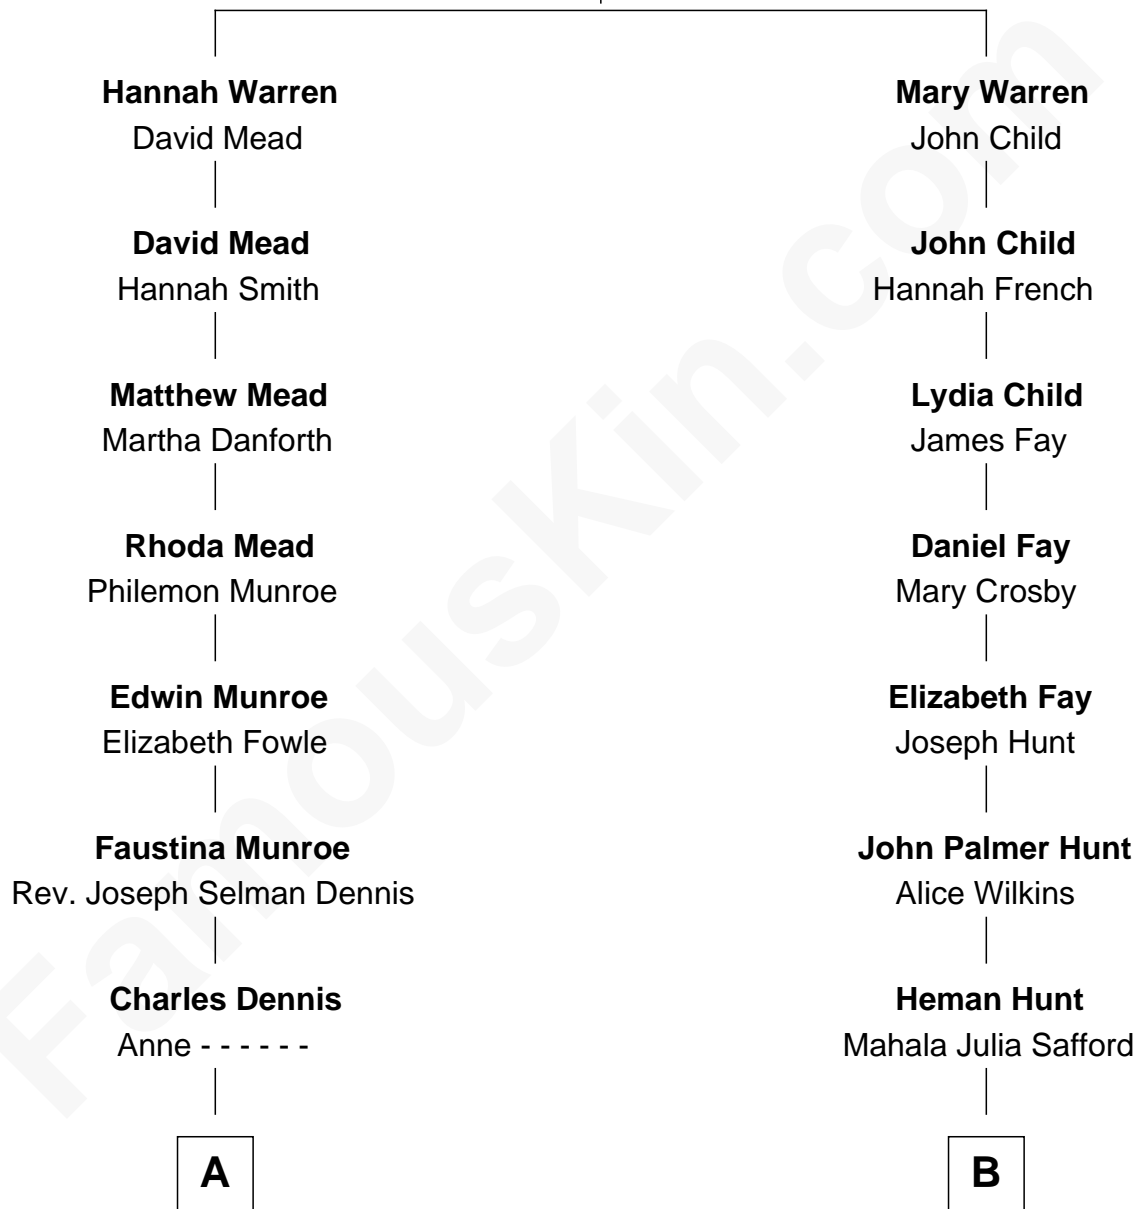 Hannah Warren
David Mead
Mary Warren
John Child
David Mead
Hannah Smith
John Child
Hannah French
Matthew Mead
Martha Danforth
Lydia Child
James Fay
Rhoda Mead
Philemon Munroe
Daniel Fay
Mary Crosby
Edwin Munroe
Elizabeth Fowle
Elizabeth Fay
Joseph Hunt
Faustina Munroe
Rev. Joseph Selman Dennis
John Palmer Hunt
Alice Wilkins
Charles Dennis
Anne - - - - - -
Heman Hunt
Mahala Julia Safford
A
B
FamousKin.com